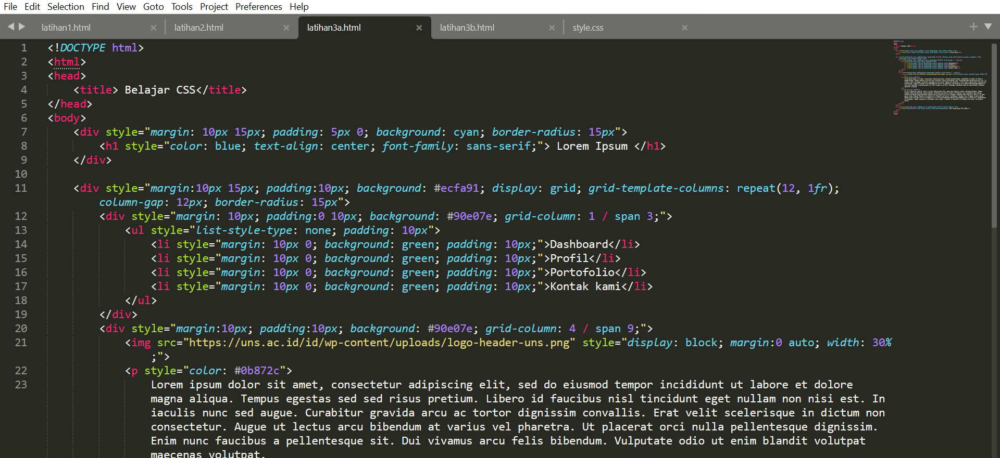 File Edit Selection Find View Goto Tools Project Preferences Help
latihan1.html × latihan2.html × latihan3a.html × latihan3b.html × style.css ×
1 <!DOCTYPE html>
2 <html>
3 <head>
4 <title> Belajar CSS</title>
5 </head>
6 <body>
7 <div style="margin: 10px 15px; padding: 5px 0; background: cyan; border-radius: 15px">
8 <h1 style="color: blue; text-align: center; font-family: sans-serif;"> Lorem Ipsum </h1>
9 </div>
10
11 <div style="margin:10px 15px; padding:10px; background: #ecfa91; display: grid; grid-template-columns: repeat(12, 1fr);
column-gap: 12px; border-radius: 15px">
12 <div style="margin: 10px; padding:0 10px; background: #90e07e; grid-column: 1 / span 3;">
13 <ul style="list-style-type: none; padding: 10px">
14 <li style="margin: 10px 0; background: green; padding: 10px;">Dashboard</li>
15 <li style="margin: 10px 0; background: green; padding: 10px;">Profil</li>
16 <li style="margin: 10px 0; background: green; padding: 10px;">Portofolio</li>
17 <li style="margin: 10px 0; background: green; padding: 10px;">Kontak kami</li>
18 </ul>
19 </div>
20 <div style="margin:10px; padding:10px; background: #90e07e; grid-column: 4 / span 9;">
21 <img src="https://uns.ac.id/id/wp-content/uploads/logo-header-uns.png" style="display: block; margin:0 auto; width: 30%
;">
22 <p style="color: #0b872c">
23 Lorem ipsum dolor sit amet, consectetur adipiscing elit, sed do eiusmod tempor incididunt ut labore et dolore
magna aliqua. Tempus egestas sed sed risus pretium. Libero id faucibus nisl tincidunt eget nullam non nisi est. In
iaculis nunc sed augue. Curabitur gravida arcu ac tortor dignissim convallis. Erat velit scelerisque in dictum non
consectetur. Augue ut lectus arcu bibendum at varius vel pharetra. Ut placerat orci nulla pellentesque dignissim.
Enim nunc faucibus a pellentesque sit. Dui vivamus arcu felis bibendum. Vulputate odio ut enim blandit volutpat
maecenas volutpat.